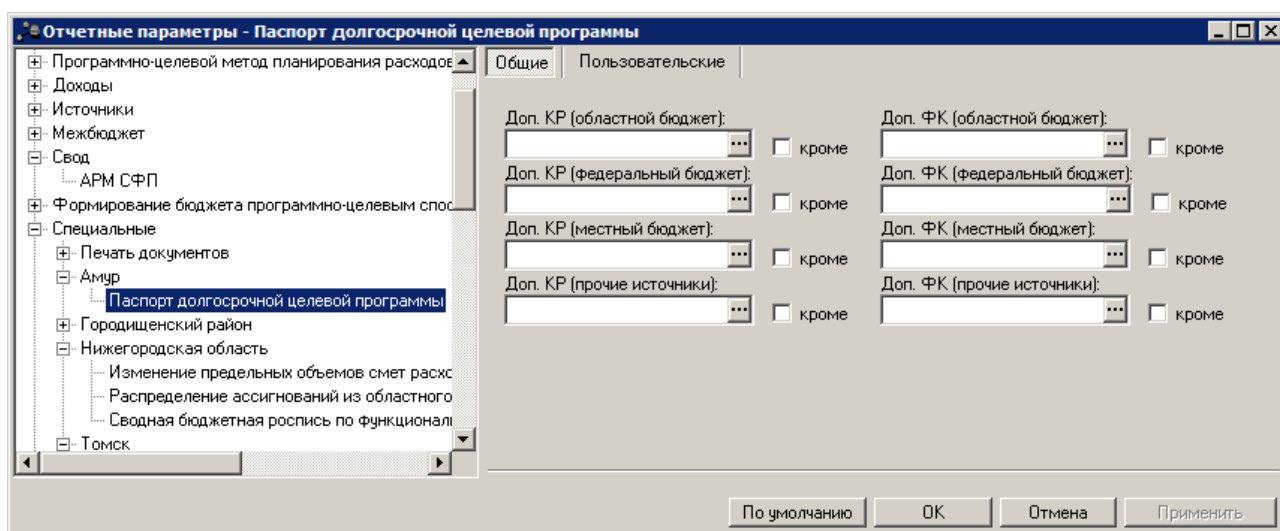 Отчетные параметры - Паспорт долгосрочной целевой программы
Программно-целевой метод планирования расходов
Доходы
Источники
Межбюджет
Свод
АРМ СФП
Формирование бюджета программно-целевым спос
Специальные
Печать документов
Амур
Паспорт долгосрочной целевой программы
Городищенский район
Нижегородская область
Изменение предельных объемов смет расхо
Распределение ассигнований из областного
Сводная бюджетная роспись по функционал
Томск
Общие Пользовательские
Доп. КР (областной бюджет): Доп. ФК (областной бюджет):
... кроме ... кроме
Доп. КР (федеральный бюджет): Доп. ФК (федеральный бюджет):
... кроме ... кроме
Доп. КР (местный бюджет): Доп. ФК (местный бюджет):
... кроме ... кроме
Доп. КР (прочие источники): Доп. ФК (прочие источники):
... кроме ... кроме
По умолчанию OK Отмена Применить